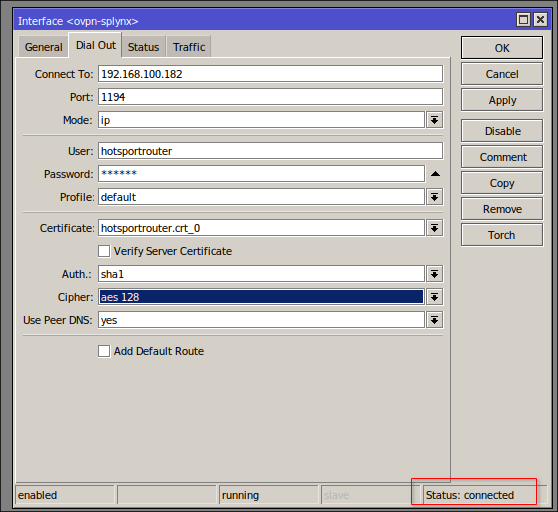 Interface <ovpn-splynx>
General Dial Out Status Traffic
Connect To: 192.168.100.182
Port: 1194
Mode: ip
User: hotsportrouter
Password: ******
Profile: default
Certificate: hotsportrouter.crt_0
Verify Server Certificate
Auth.: sha1
Cipher: aes 128
Use Peer DNS: yes
Add Default Route
OK
Cancel
Apply
Disable
Comment
Copy
Remove
Torch
enabled running slave Status: connected